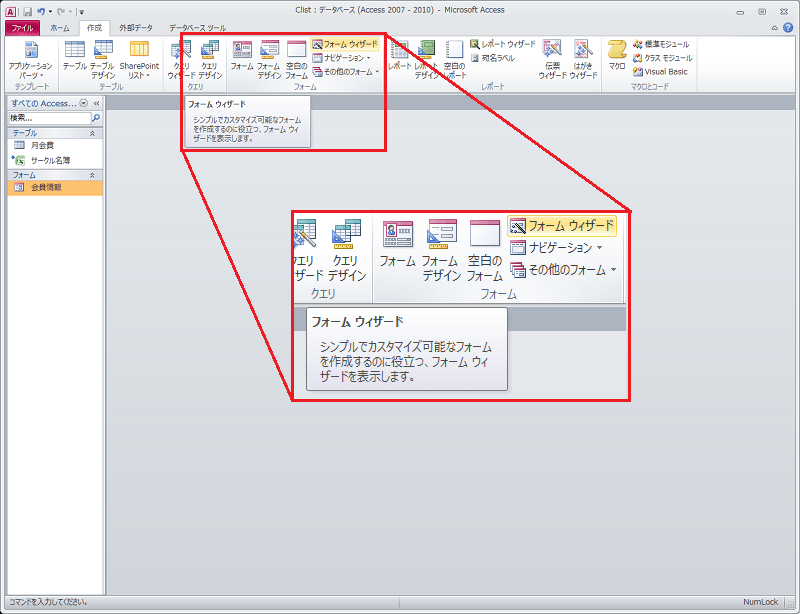 Clist : データベース (Access 2007 - 2010) - Microsoft Access
ファイル ホーム 作成 外部データ データベース ツール
アプリケーション パーツ
テンプレート
テーブル
テーブル デザイン
SharePoint リスト
テーブル
クエリ ウィザード
クエリ デザイン
クエリ
フォーム
フォーム デザイン
空白の フォーム
フォーム ウィザード
ナビゲーション
その他のフォーム
フォーム
レポート
レポート デザイン
空白の レポート
レポート ウィザード
宛名ラベル
伝票 ウィザード
はがき ウィザード
レポート
マクロ
標準モジュール
クラス モジュール
Visual Basic
マクロとコード
すべての Access...
検索...
テーブル
月会費
サークル名簿
フォーム
会員情報
フォーム ウィザード
シンプルでカスタマイズ可能なフォーム
を作成するのに役立つ、フォーム ウィ
ザードを表示します。
クエリ
ザード
クエリ
デザイン
クエリ
フォーム
フォーム
デザイン
空白の
フォーム
フォーム ウィザード
ナビゲーション
その他のフォーム
フォーム
フォーム ウィザード
シンプルでカスタマイズ可能なフォーム
を作成するのに役立つ、フォーム ウィ
ザードを表示します。
コマンドを入力してください。
NumLock